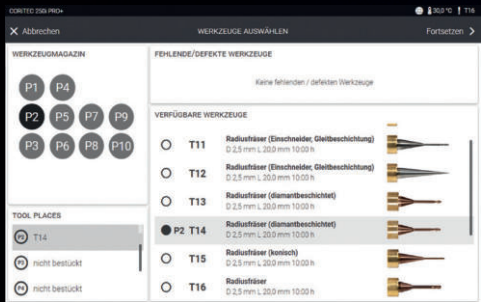 CORITEC 250i PRO+
30,0 °C
T16
Abbrechen
WERKZEUGE AUSWÄHLEN
Fortsetzen
WERKZEUGMAGAZIN
P1 P4
P2 P5 P7 P9
P3 P6 P8 P10
TOOL PLACES
P2 T14
P3 nicht bestückt
P4 nicht bestückt
FEHLENDE/DEFEKTE WERKZEUGE
Keine fehlenden / defekten Werkzeuge
VERFÜGBARE WERKZEUGE
T11 Radiusfräser (Einschneider, Gleitbeschichtung)
D 2,5 mm L 20,0 mm 10:00 h
T12 Radiusfräser (Einschneider, Gleitbeschichtung)
D 2,5 mm L 20,0 mm 10:00 h
T13 Radiusfräser (diamantbeschichtet)
D 2,5 mm L 20,0 mm 10:00 h
P2 T14 Radiusfräser (diamantbeschichtet)
D 2,5 mm L 20,0 mm 10:00 h
T15 Radiusfräser (konisch)
D 2,5 mm L 20,0 mm 10:00 h
T16 Radiusfräser
D 2,5 mm L 20,0 mm 10:00 h